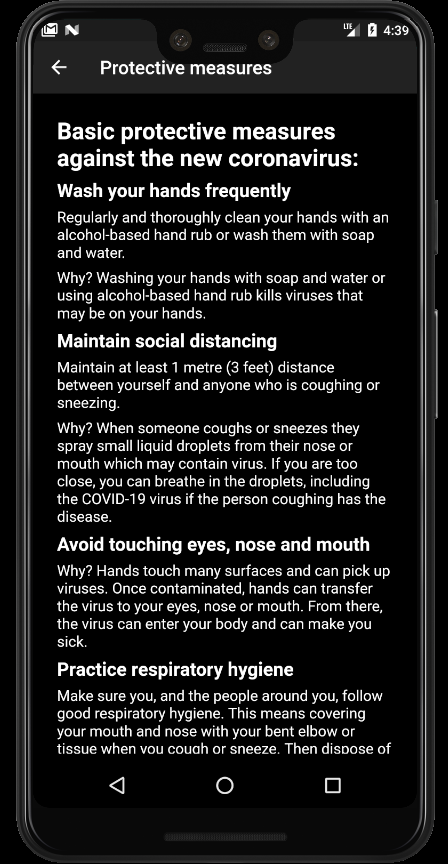 LTE 4:39
Protective measures
Basic protective measures
against the new coronavirus:
Wash your hands frequently
Regularly and thoroughly clean your hands with an
alcohol-based hand rub or wash them with soap
and water.
Why? Washing your hands with soap and water or
using alcohol-based hand rub kills viruses that
may be on your hands.
Maintain social distancing
Maintain at least 1 metre (3 feet) distance
between yourself and anyone who is coughing or
sneezing.
Why? When someone coughs or sneezes they
spray small liquid droplets from their nose or
mouth which may contain virus. If you are too
close, you can breathe in the droplets, including
the COVID-19 virus if the person coughing has the
disease.
Avoid touching eyes, nose and mouth
Why? Hands touch many surfaces and can pick up
viruses. Once contaminated, hands can transfer
the virus to your eyes, nose or mouth. From there,
the virus can enter your body and can make you
sick.
Practice respiratory hygiene
Make sure you, and the people around you, follow
good respiratory hygiene. This means covering
your mouth and nose with your bent elbow or
tissue when you cough or sneeze. Then dispose of